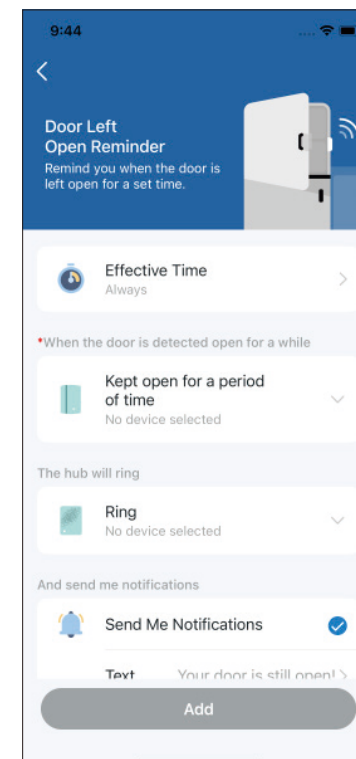 9:44
Door Left
Open Reminder
Remind you when the door is
left open for a set time.
Effective Time
Always
*When the door is detected open for a while
Kept open for a period
of time
No device selected
The hub will ring
Ring
No device selected
And send me notifications
Send Me Notifications
Text Your door is still open! >
Add